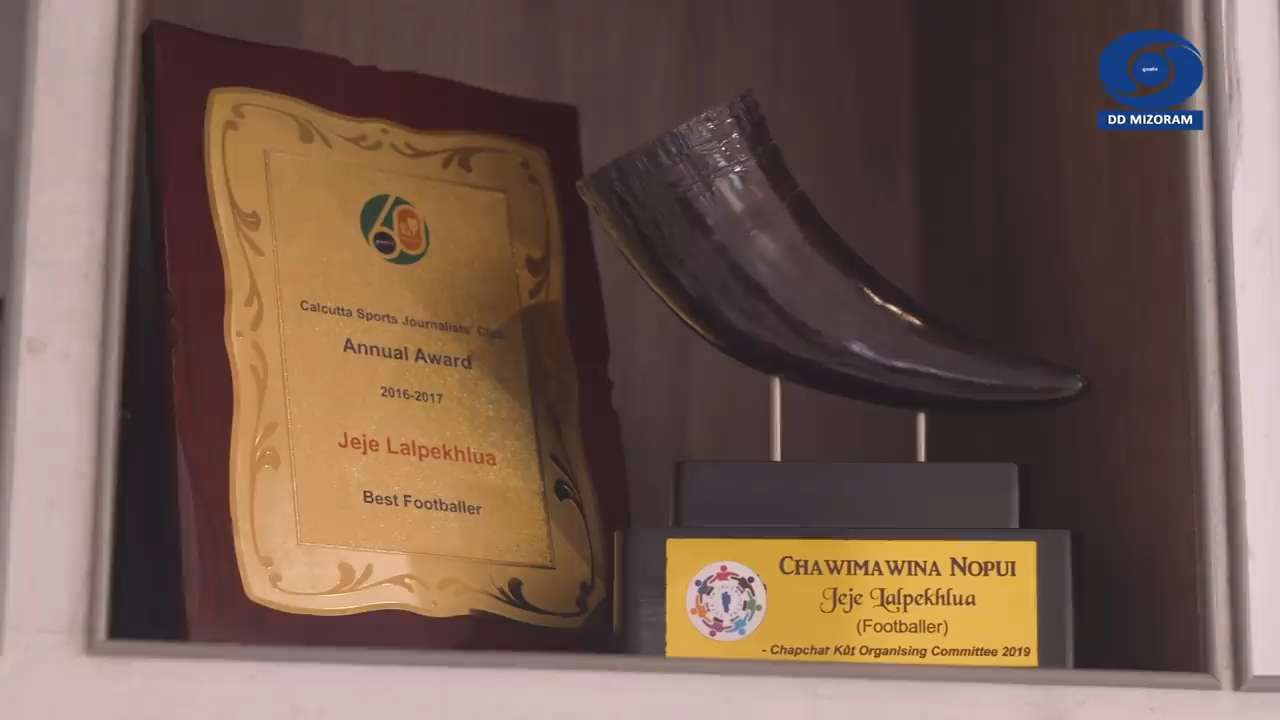 DD MIZORAM
60
Calcutta Sports Journalists' Club
Annual Award
2016-2017
Jeje Lalpekhlua
Best Footballer
CHAWIMAWINA NOPUI
Jeje Lalpekhlua
(Footballer)
- Chapchar Kût Organising Committee 2019